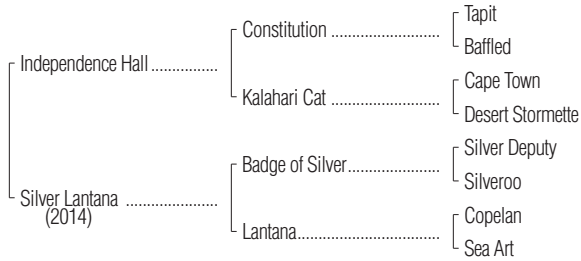 Tapit
Constitution ........................
Baffled
Independence Hall ...............
Cape Town
Kalahari Cat ........................
Desert Stormette
Silver Deputy
Badge of Silver.....................
Silveroo
Silver Lantana .....................
(2014)
Copelan
Lantana................................
Sea Art